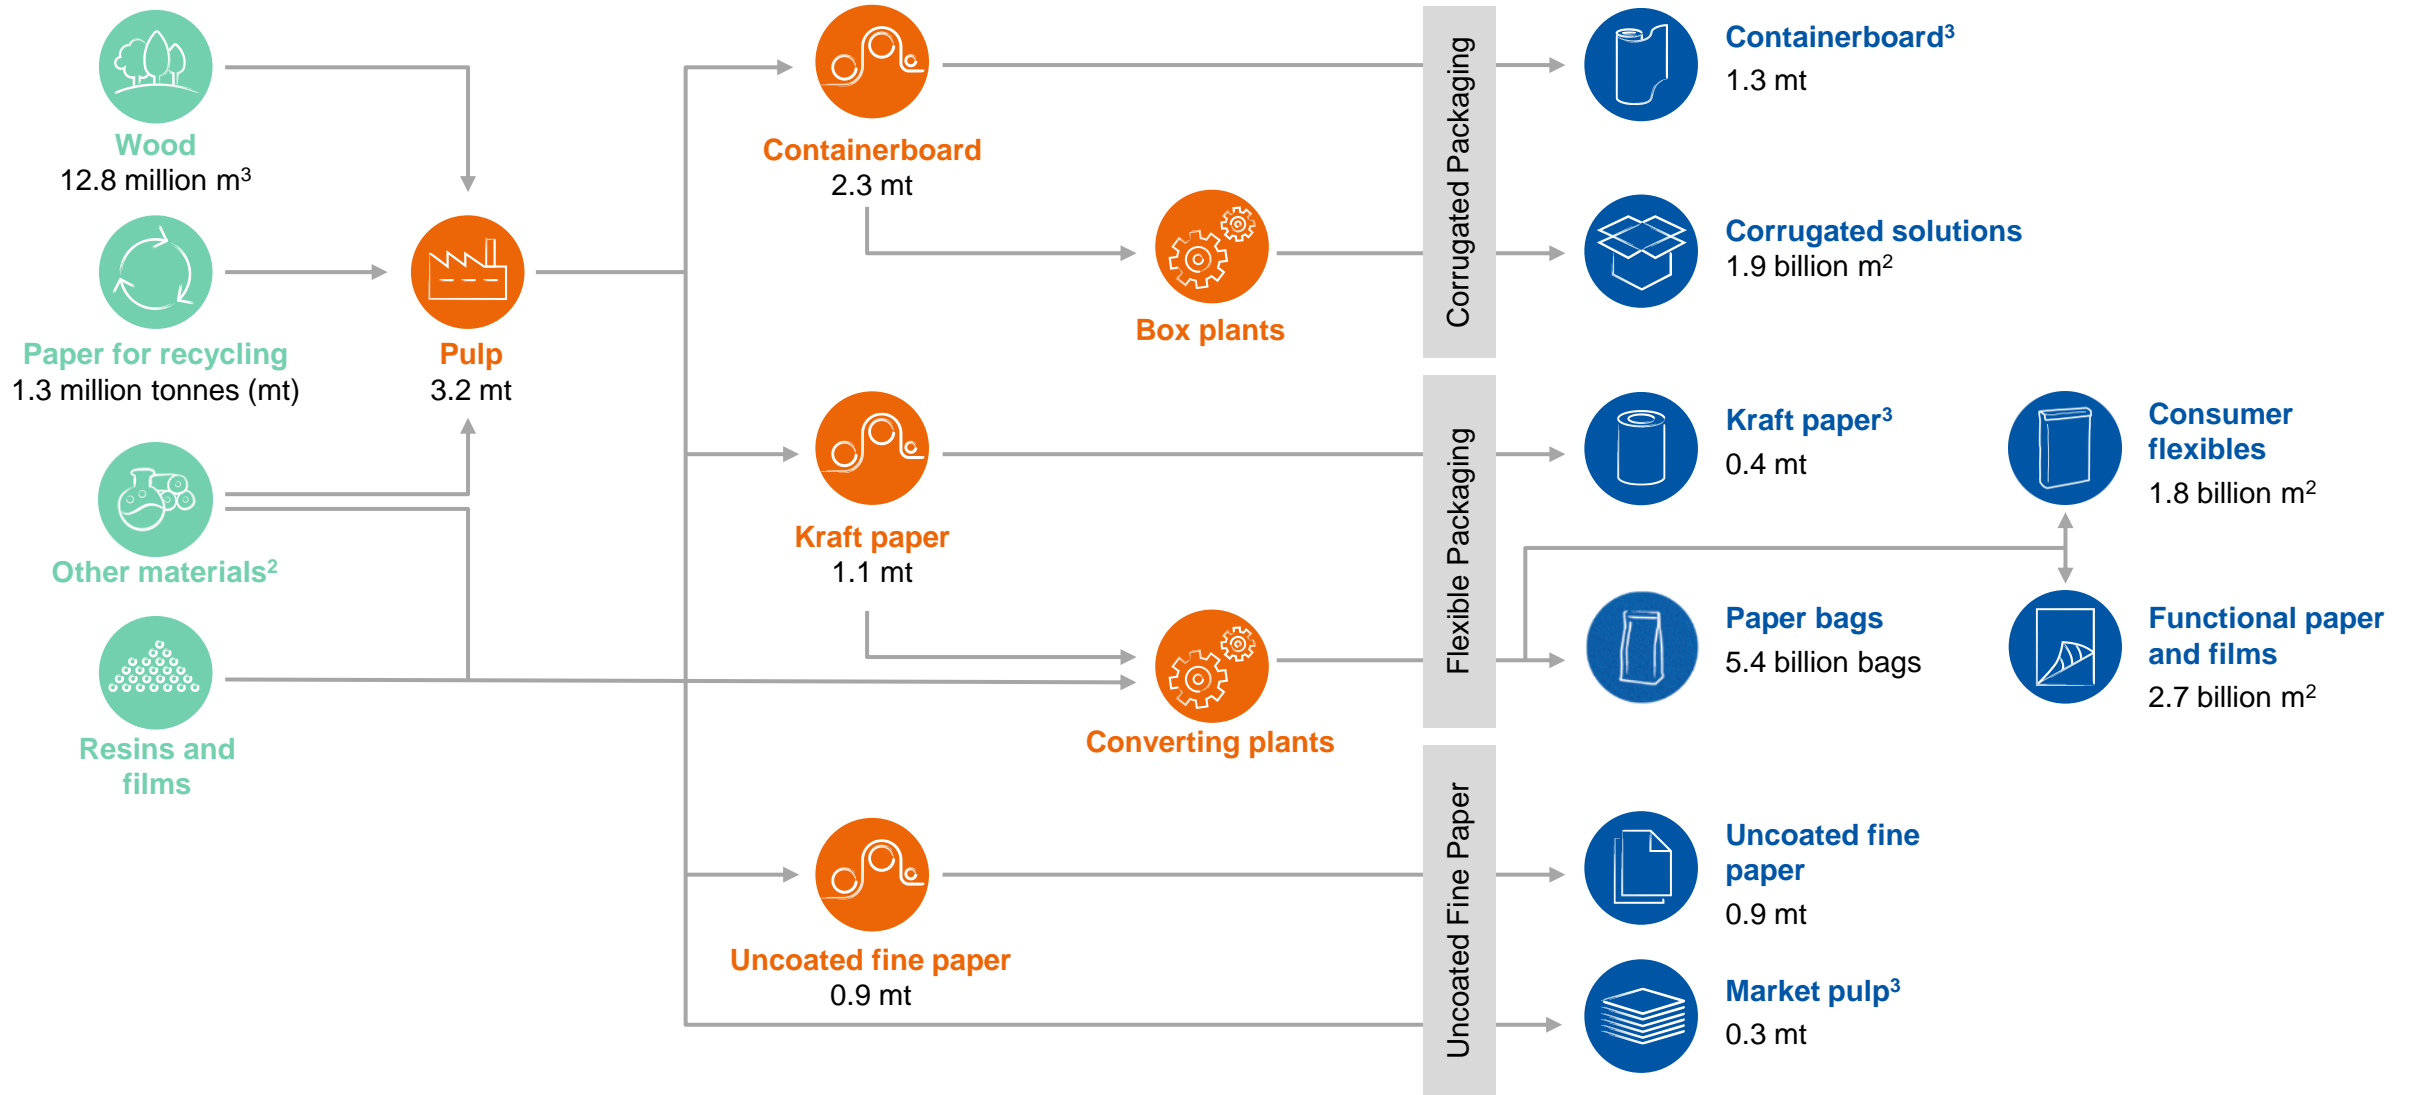 Wood
12.8 million m³
Paper for recycling
1.3 million tonnes (mt)
Other materials²
Resins and
films
Pulp
3.2 mt
Containerboard
2.3 mt
Box plants
Kraft paper
1.1 mt
Converting plants
Uncoated fine paper
0.9 mt
Corrugated Packaging
Flexible Packaging
Uncoated Fine Paper
Containerboard³
1.3 mt
Corrugated solutions
1.9 billion m²
Kraft paper³
0.4 mt
Consumer
flexibles
1.8 billion m²
Paper bags
5.4 billion bags
Functional paper
and films
2.7 billion m²
Uncoated fine
paper
0.9 mt
Market pulp³
0.3 mt